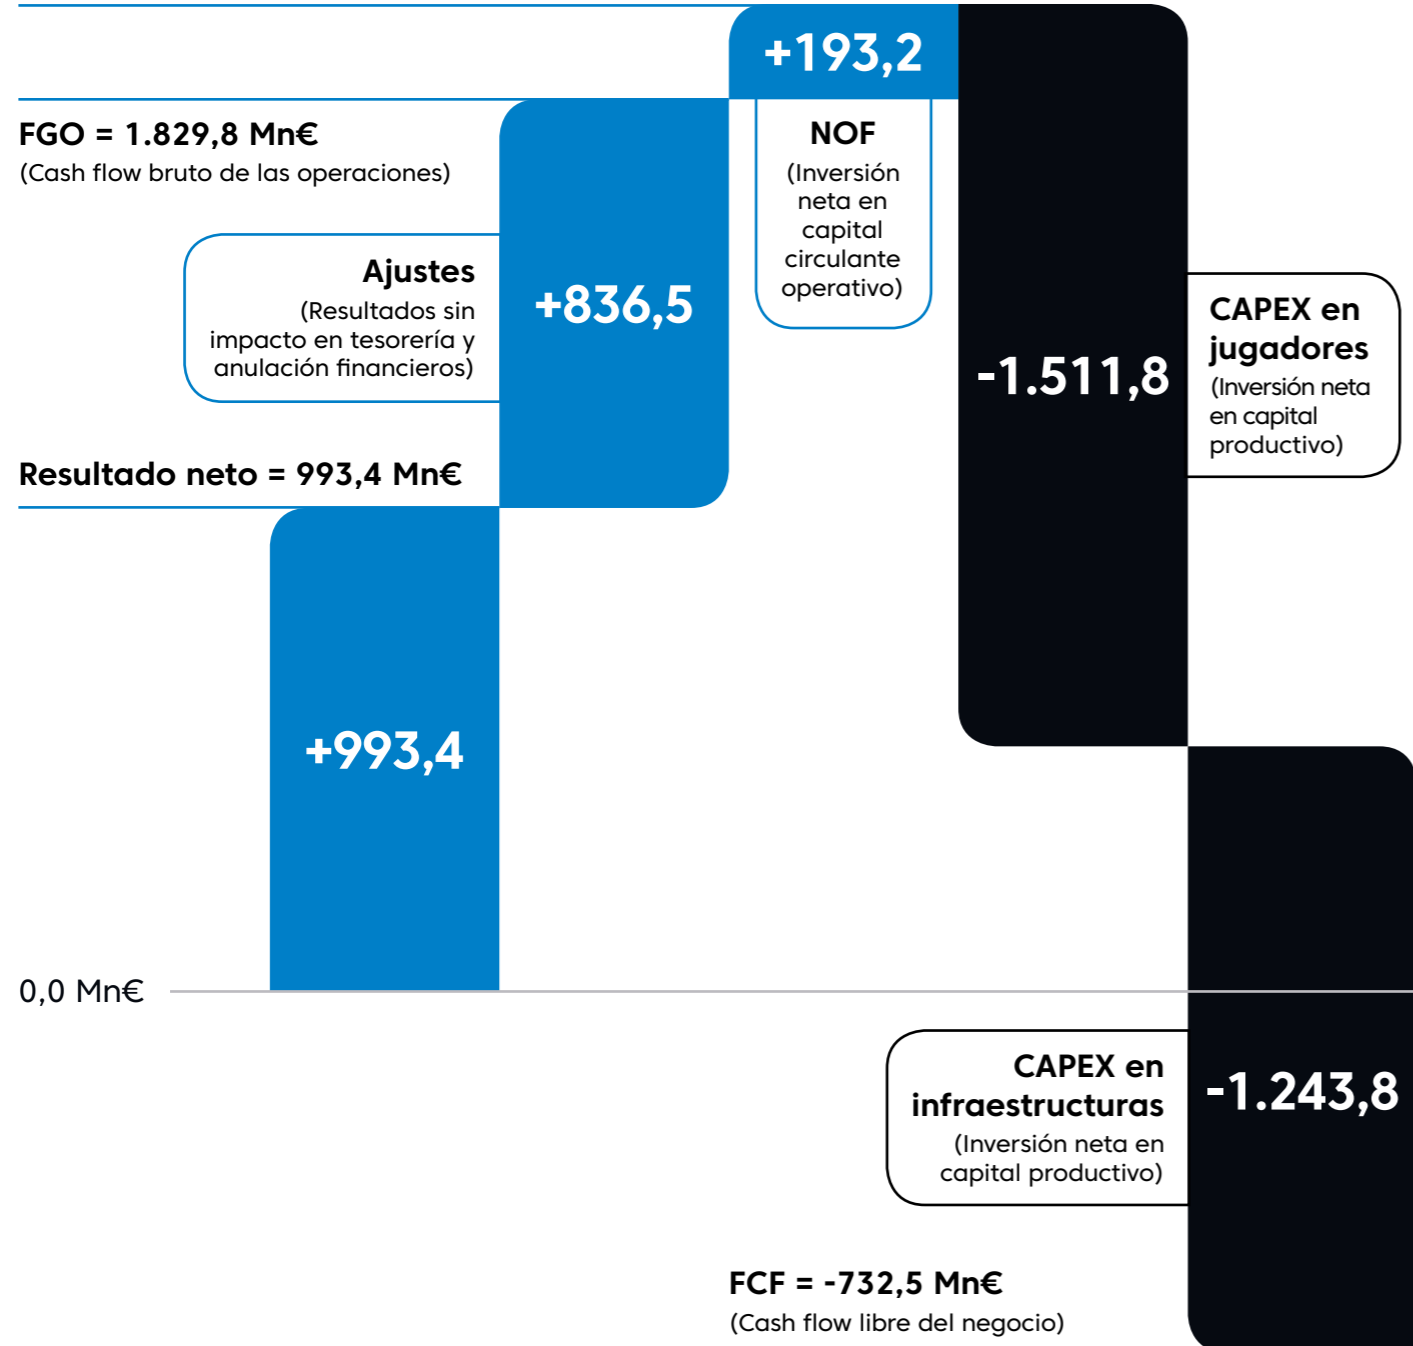 +193,2
FGO = 1.829,8 Mn€
(Cash flow bruto de las operaciones)
NOF
(Inversión
neta en
capital
circulante
operativo)
Ajustes
(Resultados sin
impacto en tesorería y
anulación financieros)
+836,5
-1.511,8
CAPEX en
jugadores
(Inversión neta
en capital
productivo)
Resultado neto = 993,4 Mn€
+993,4
0,0 Mn€
CAPEX en
infraestructuras
(Inversión neta en
capital productivo)
-1.243,8
FCF = -732,5 Mn€
(Cash flow libre del negocio)